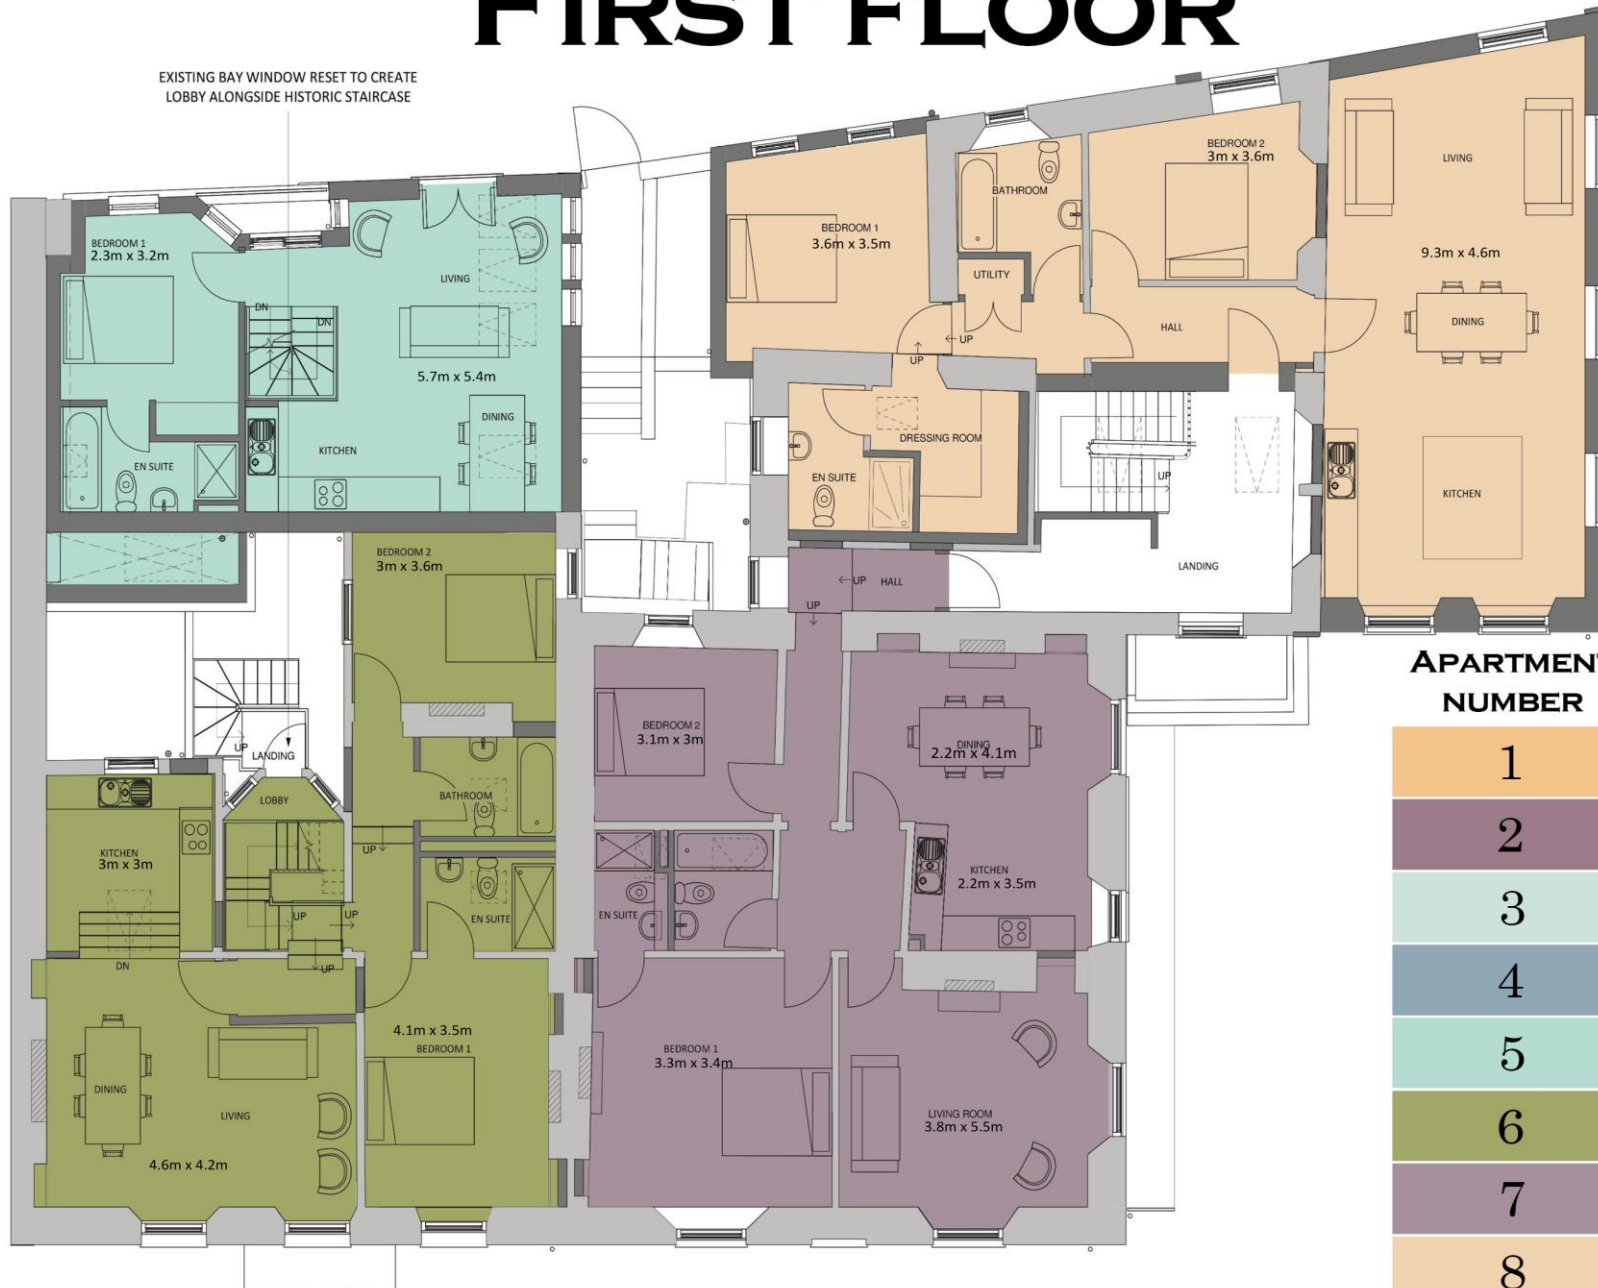 FIRST FLOOR
EXISTING BAY WINDOW RESET TO CREATE
LOBBY ALONGSIDE HISTORIC STAIRCASE
BEDROOM 1
2.3m x 3.2m
LIVING
DN
DN
5.7m x 5.4m
DINING
KITCHEN
EN SUITE
BEDROOM 1
3.6m x 3.5m
BATHROOM
UTILITY
BEDROOM 2
3m x 3.6m
HALL
UP
UP
DRESSING ROOM
EN SUITE
LIVING
9.3m x 4.6m
DINING
KITCHEN
UP
LANDING
BEDROOM 2
3m x 3.6m
UP
LANDING
LOBBY
BATHROOM
UP
KITCHEN
3m x 3m
EN SUITE
UP
UP
UP
DN
4.1m x 3.5m
BEDROOM 1
DINING
LIVING
4.6m x 4.2m
UP
HALL
UP
BEDROOM 2
3.1m x 3m
DINING
2.2m x 4.1m
KITCHEN
2.2m x 3.5m
EN SUITE
BEDROOM 1
3.3m x 3.4m
LIVING ROOM
3.8m x 5.5m
APARTMENT
NUMBER
1
2
3
4
5
6
7
8